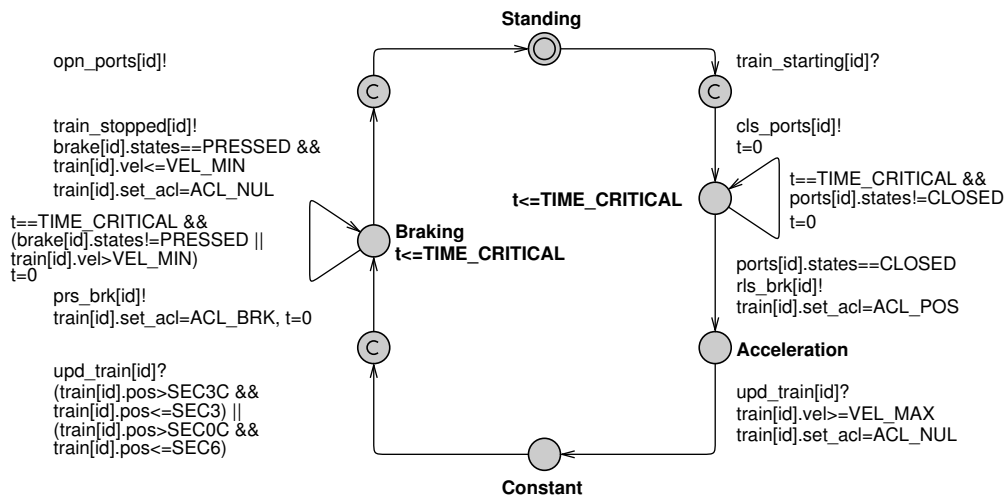 Standing
opn_ports[id]!
train_starting[id]?
C
C
train_stopped[id]!
brake[id].states==PRESSED &&
train[id].vel<=VEL_MIN
train[id].set_acl=ACL_NUL
cls_ports[id]!
t=0
t<=TIME_CRITICAL
t==TIME_CRITICAL &&
ports[id].states!=CLOSED
t=0
t==TIME_CRITICAL &&
(brake[id].states!=PRESSED ||
train[id].vel>VEL_MIN)
t=0
Braking
t<=TIME_CRITICAL
ports[id].states==CLOSED
rls_brk[id]!
train[id].set_acl=ACL_POS
prs_brk[id]!
train[id].set_acl=ACL_BRK, t=0
C
Acceleration
upd_train[id]?
(train[id].pos>SEC3C &&
train[id].pos<=SEC3) ||
(train[id].pos>SEC0C &&
train[id].pos<=SEC6)
upd_train[id]?
train[id].vel>=VEL_MAX
train[id].set_acl=ACL_NUL
Constant